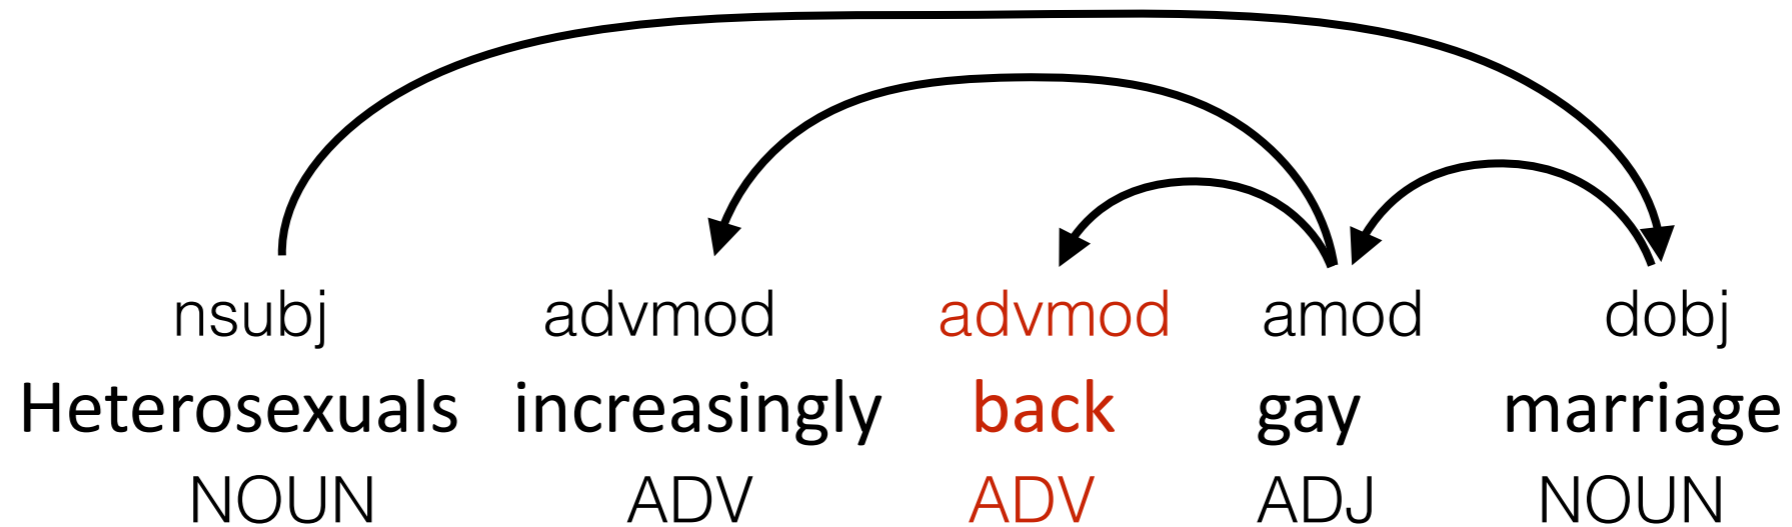 nsubj advmod advmod amod dobj
Heterosexuals increasingly back gay marriage
NOUN ADV ADV ADJ NOUN